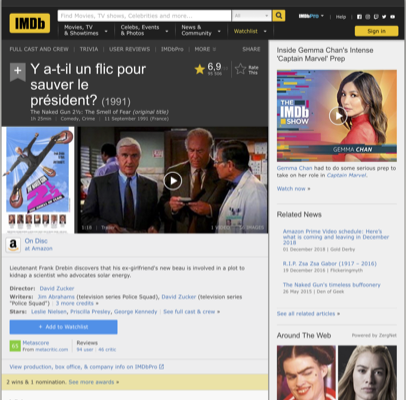 IMDb
Find Movies, TV shows, Celebrities and more...
All
IMDbPro
Help
Movies, TV
& Showtimes
Celebs, Events
& Photos
News &
Community
Watchlist
Sign in
FULL CAST AND CREW | TRIVIA | USER REVIEWS | IMDbPro | MORE
SHARE
Y a-t-il un flic pour
sauver le
président? (1991)
6,9
Rate
This
The Naked Gun 2½: The Smell of Fear (original title)
1h 25min | Comedy, Crime | 11 September 1991 (France)
On Disc
at Amazon
Lieutenant Frank Drebin discovers that his ex-girlfriend's new beau is involved in a plot to
kidnap a scientist who advocates solar energy.
Director: David Zucker
Writers: Jim Abrahams (television series "Police Squad), David Zucker (television series
"Police Squad") | 3 more credits »
Stars: Leslie Nielsen, Priscilla Presley, George Kennedy | See full cast & crew »
+ Add to Watchlist
Metascore
From metacritic.com
Reviews
View production, box office, & company info on IMDbPro
2 wins & 1 nomination. See more awards »
Inside Gemma Chan's Intense
'Captain Marvel' Prep
THE
IMDb
SHOW
GEMMA CHAN
Gemma Chan had to do some serious prep to
take on her role in Captain Marvel.
Watch now »
Related News
Amazon Prime Video schedule: Here's
what is coming and leaving in December
2018
01 December 2018 | Gold Derby
R.I.P. Zsa Zsa Gabor (1917 – 2016)
19 December 2016 | Flickeringmyth
The Naked Gun's timeless buffoonery
26 May 2015 | Den of Geek
See all related articles »
Around The Web
Powered by ZergNet